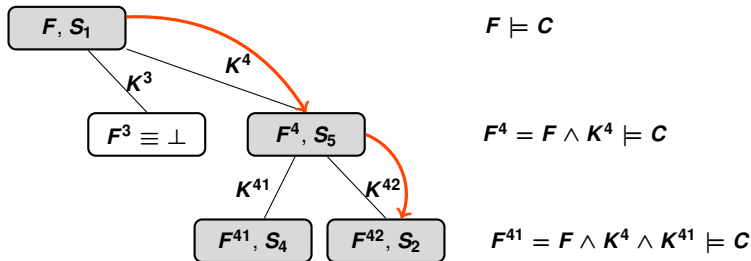 F, S₁ F ⊨ C
K³ K⁴
F³ ≡ ⊥ F⁴, S₅ F⁴ = F ∧ K⁴ ⊨ C
K⁴¹ K⁴²
F⁴¹, S₄ F⁴², S₂ F⁴¹ = F ∧ K⁴ ∧ K⁴¹ ⊨ C